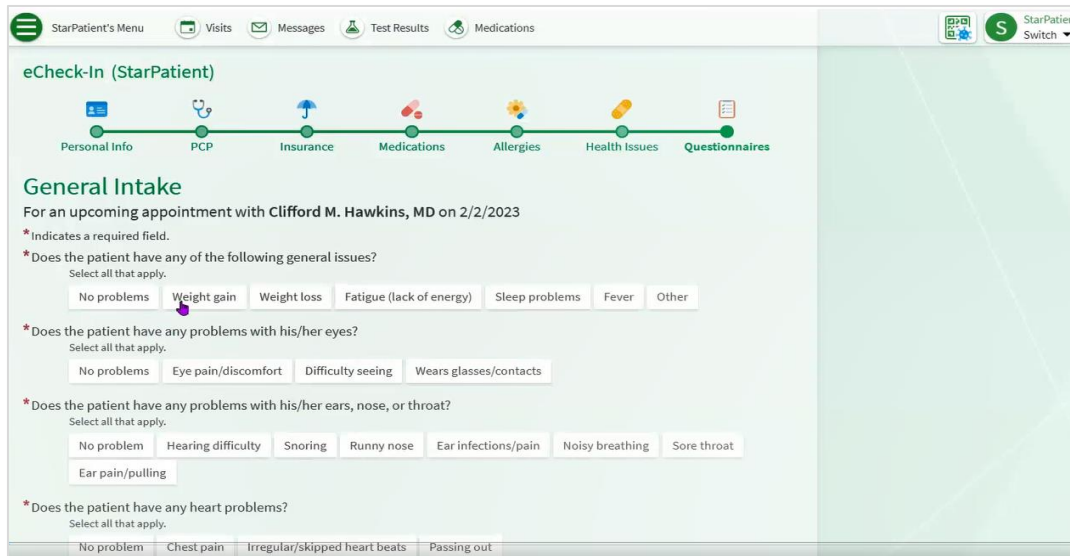 StarPatient's Menu Visits Messages Test Results Medications S
Switch
eCheck-In (StarPatient)
Personal Info PCP Insurance Medications Allergies Health Issues Questionnaires
General Intake
For an upcoming appointment with Clifford M. Hawkins, MD on 2/2/2023
*Indicates a required field.
*Does the patient have any of the following general issues?
Select all that apply.
No problems Weight gain Weight loss Fatigue (lack of energy) Sleep problems Fever Other
*Does the patient have any problems with his/her eyes?
Select all that apply.
No problems Eye pain/discomfort Difficulty seeing Wears glasses/contacts
*Does the patient have any problems with his/her ears, nose, or throat?
Select all that apply.
No problem Hearing difficulty Snoring Runny nose Ear infections/pain Noisy breathing Sore throat
Ear pain/pulling
*Does the patient have any heart problems?
Select all that apply.
No problem Chest pain Irregular/skipped heart beats Passing out